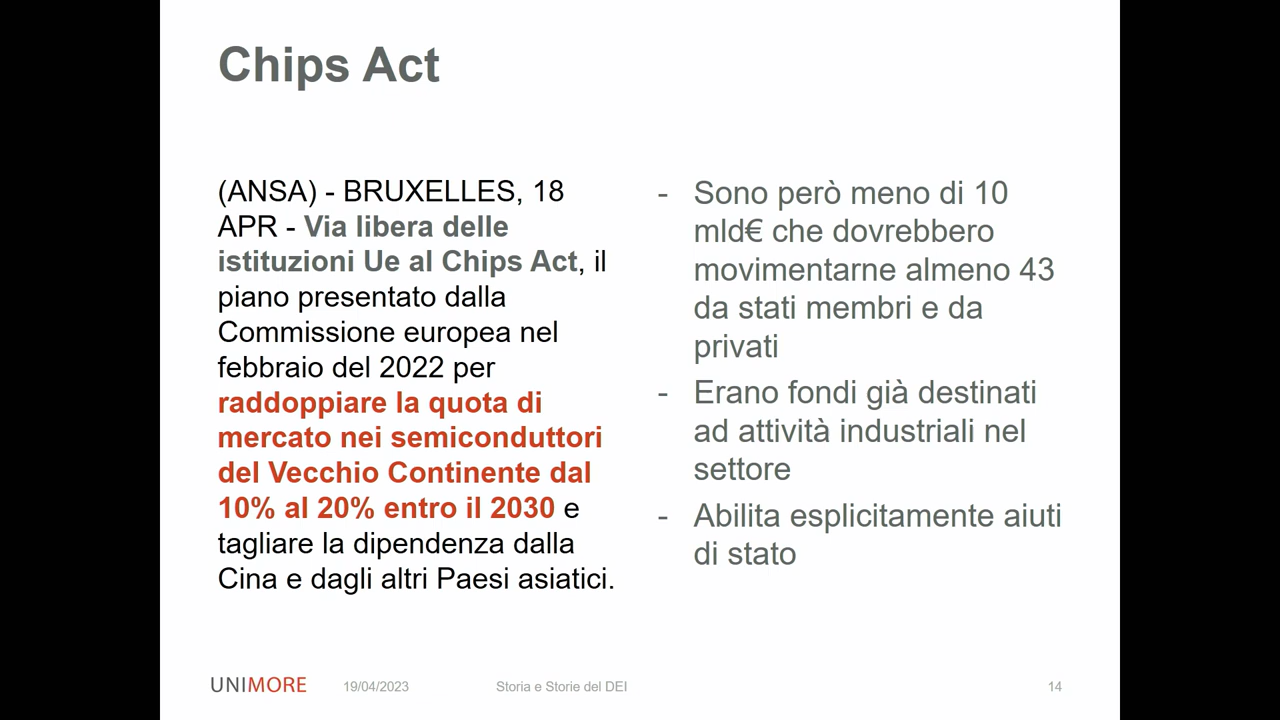 Chips Act
(ANSA) - BRUXELLES, 18
APR - Via libera delle
istituzioni Ue al Chips Act, il
piano presentato dalla
Commissione europea nel
febbraio del 2022 per
raddoppiare la quota di
mercato nei semiconduttori
del Vecchio Continente dal
10% al 20% entro il 2030 e
tagliare la dipendenza dalla
Cina e dagli altri Paesi asiatici.
- Sono però meno di 10
mld€ che dovrebbero
movimentarne almeno 43
da stati membri e da
privati
- Erano fondi già destinati
ad attività industriali nel
settore
- Abilita esplicitamente aiuti
di stato
UNIMORE 19/04/2023 Storia e Storie del DEI 14